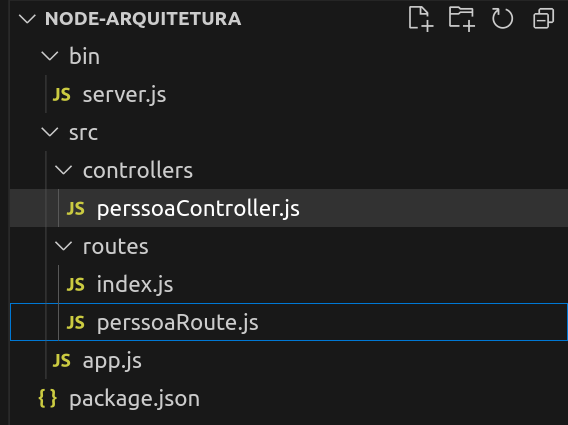 NODE-ARQUITETURA
bin
JS server.js
src
controllers
JS perssoaController.js
routes
JS index.js
JS perssoaRoute.js
JS app.js
{} package.json